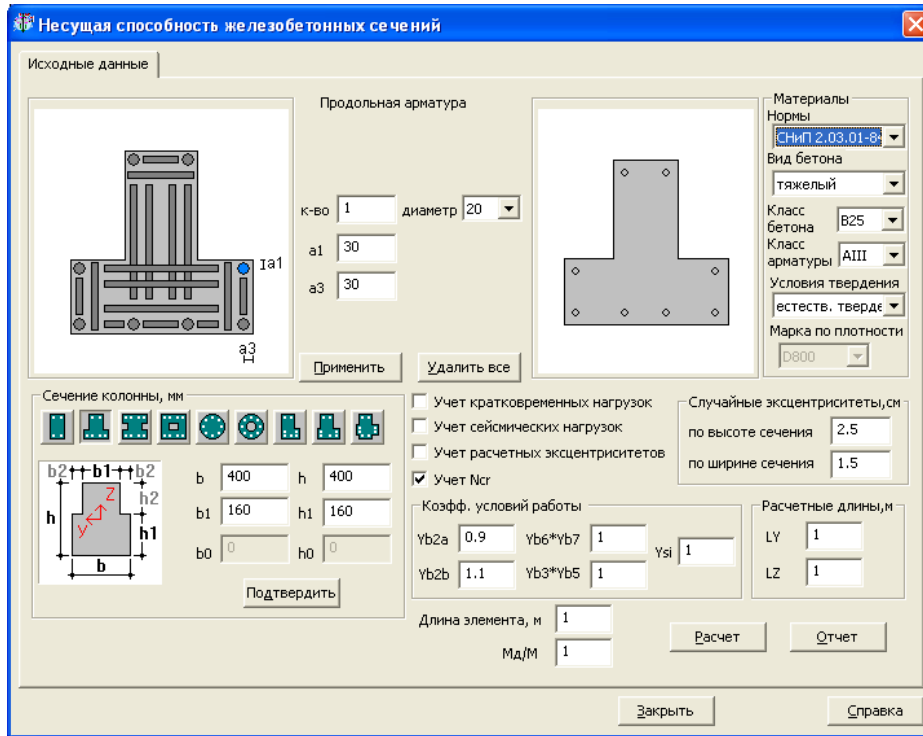 Несущая способность железобетонных сечений
Исходные данные
Продольная арматура
к-во 1 диаметр 20
a1 30
a3 30
a1
a3
Применить Удалить все
Материалы
Нормы
СНиП 2.03.01-84
Вид бетона
тяжелый
Класс бетона B25
Класс арматуры AIII
Условия твердения
естеств. тверде
Марка по плотности
D800
Сечение колонны, мм
b2 b1 b2
h2
h h1
Z
Y
b
b 400 h 400
b1 160 h1 160
b0 0 h0 0
Подтвердить
Учет кратковременных нагрузок
Учет сейсмических нагрузок
Учет расчетных эксцентриситетов
Учет Ncr
Случайные эксцентриситеты,см
по высоте сечения 2.5
по ширине сечения 1.5
Коэфф. условий работы
Yb2a 0.9 Yb6*Yb7 1
Ysi 1
Yb2b 1.1 Yb3*Yb5 1
Расчетные длины,м
LY 1
LZ 1
Длина элемента, м 1
Мд/М 1
Расчет Отчет
Закрыть Справка